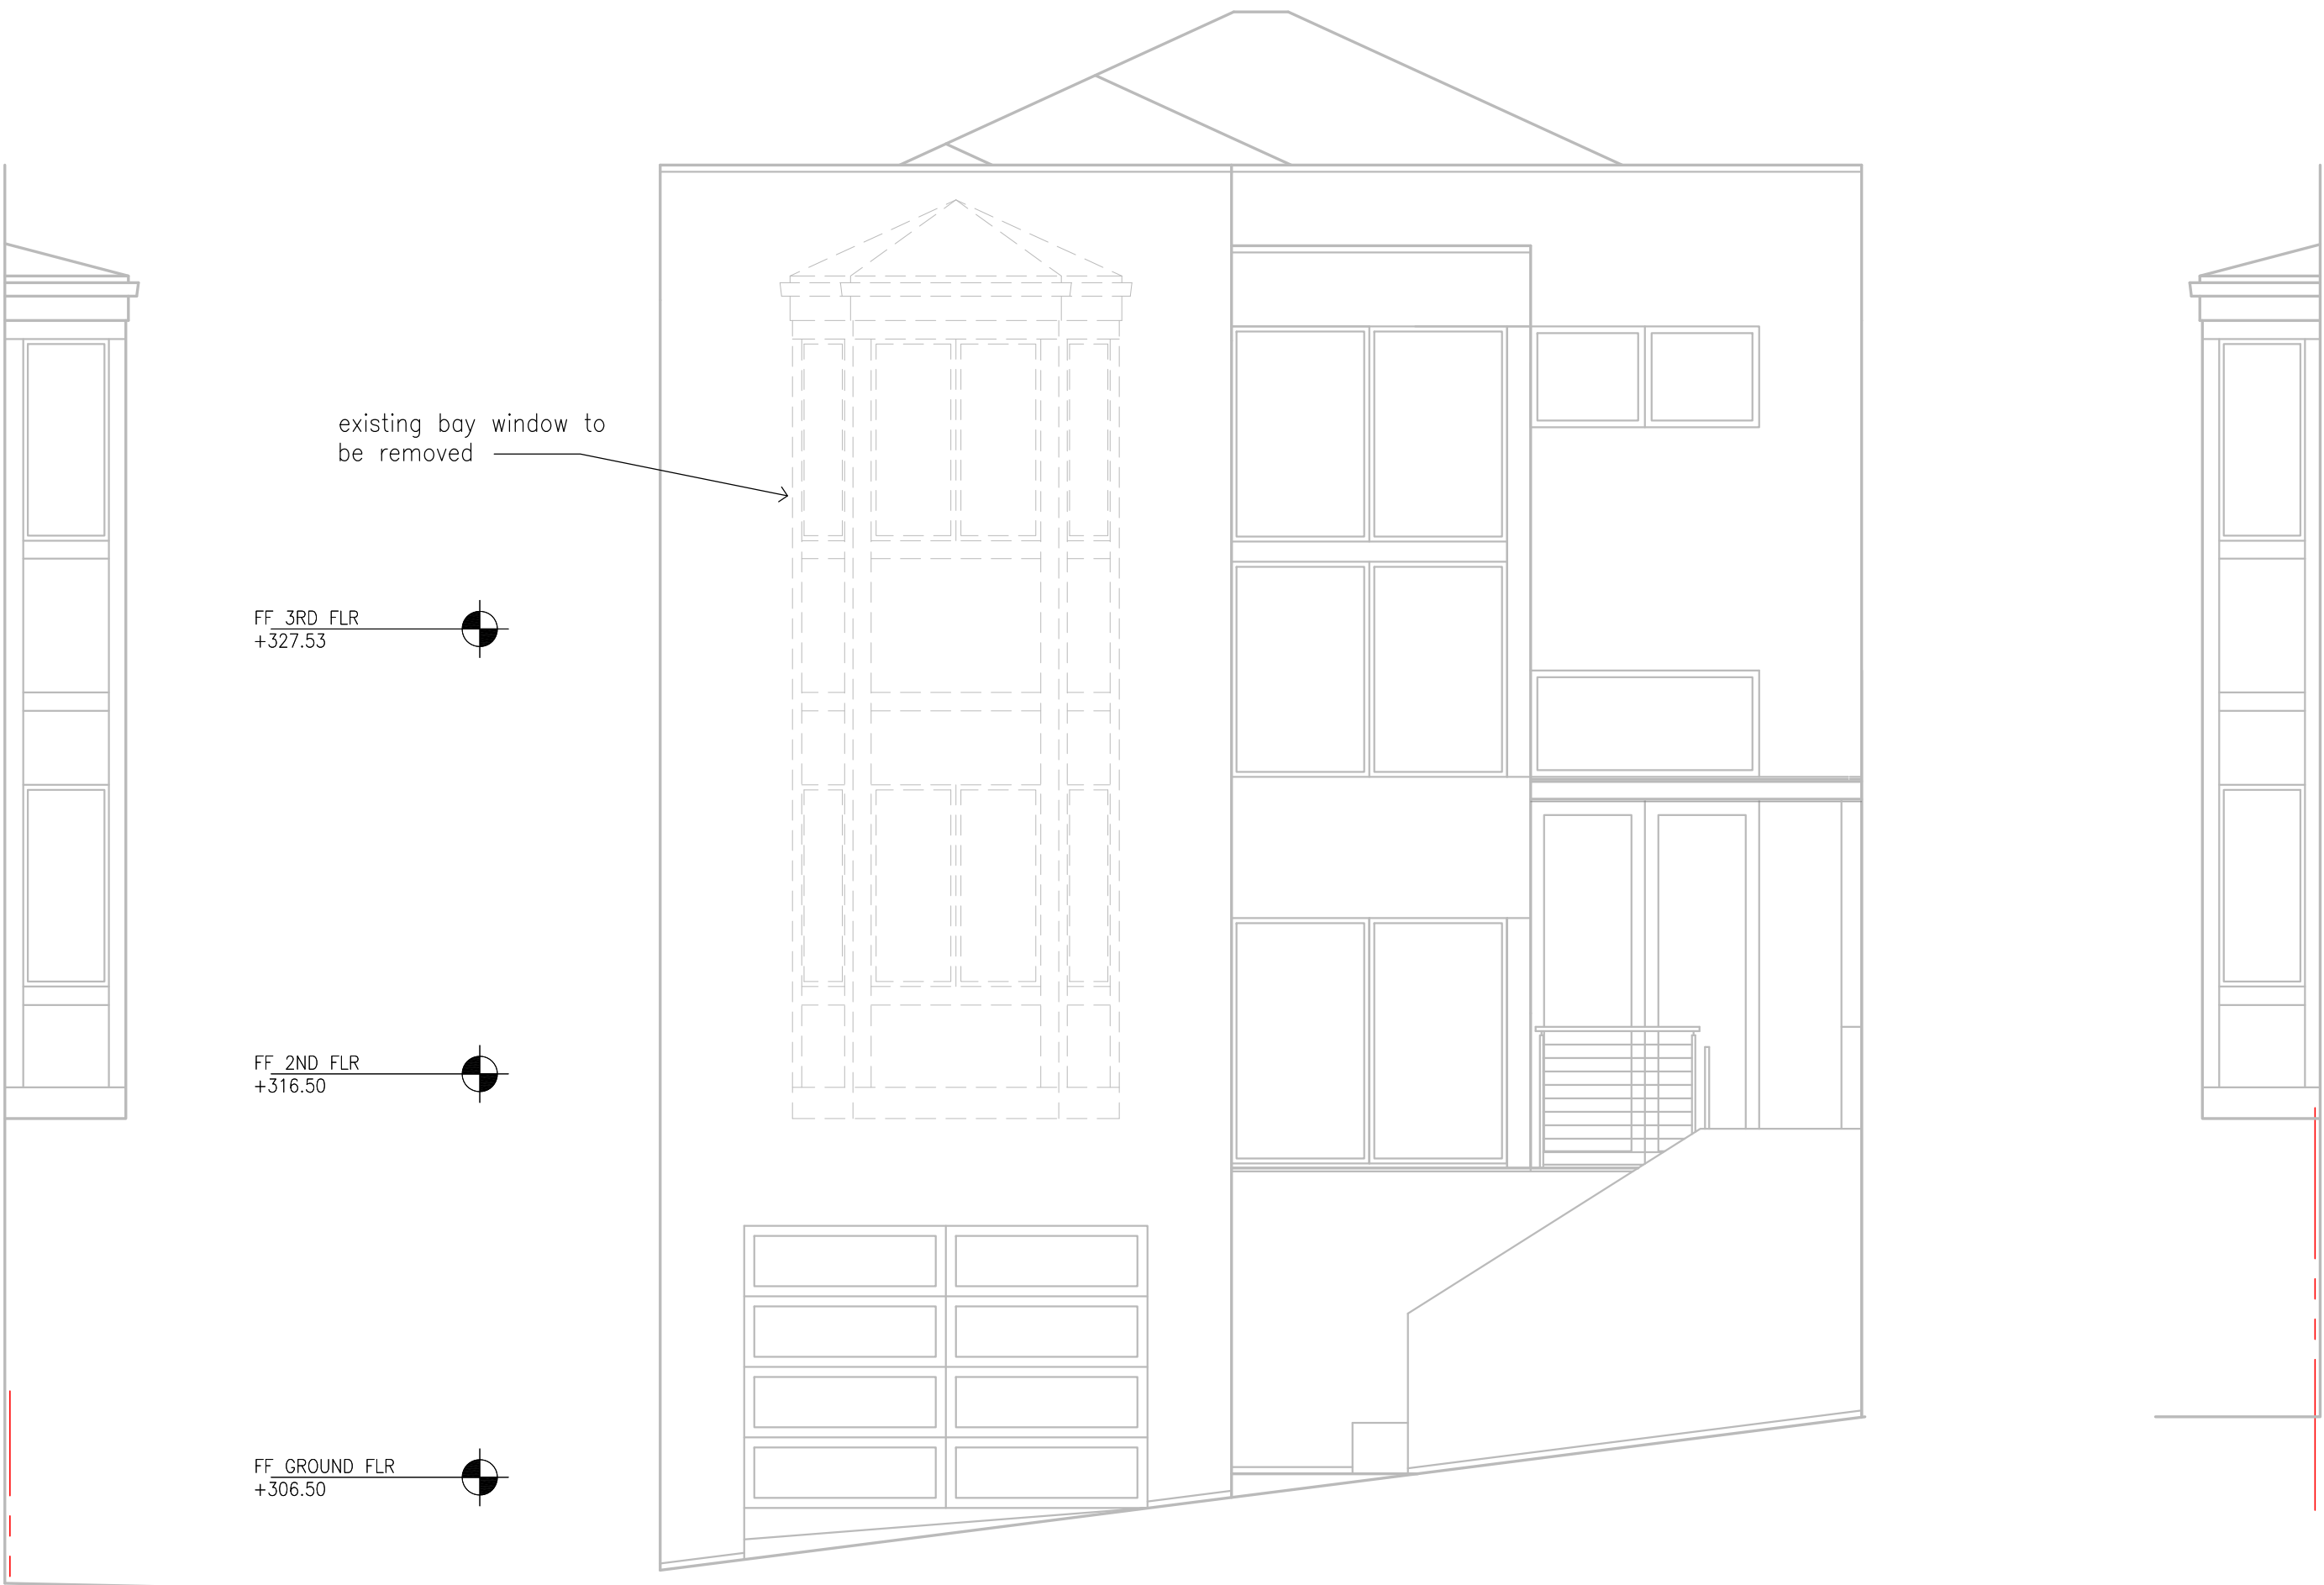 existing bay window to
be removed
FF 3RD FLR
+327.53
FF 2ND FLR
+316.50
FF GROUND FLR
+306.50